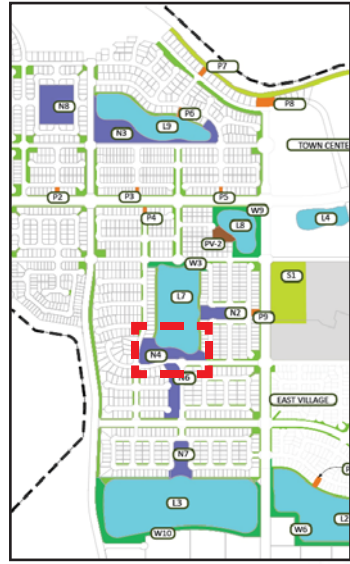 P7
N8
P8
P6
N3
L9
TOWN CENTE
P2
P3
P5
P4
W9
L8
L4
PV-2
W3
S1
L7
N2
P9
N4
N6
EAST VILLAGE
N7
P
L3
L2
W6
W10